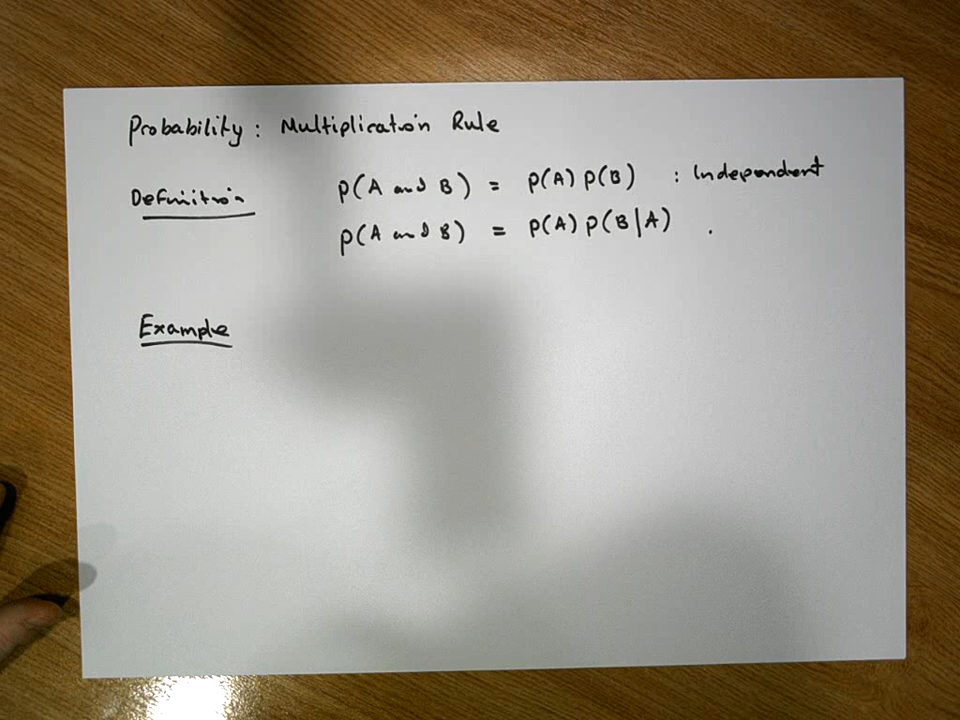 Probability: Multiplication Rule
Definition P(A and B) = P(A) P(B) : Independent
P(A and B) = P(A) P(B|A) .
Example